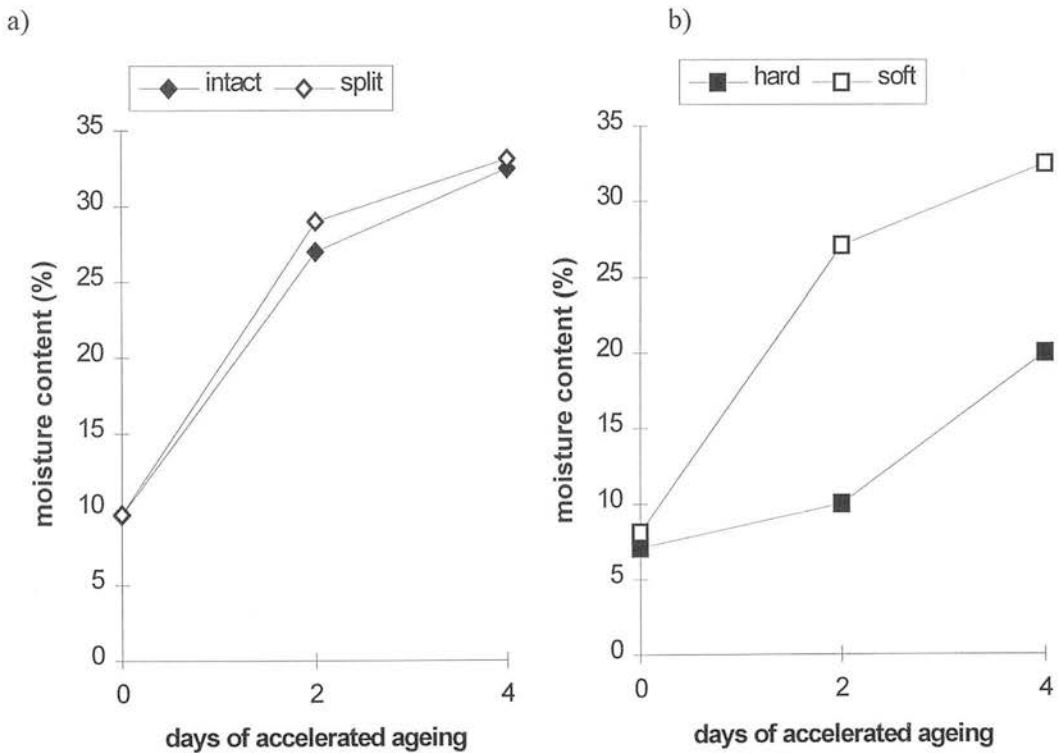 a)
intact split
35
30
25
20
15
10
5
0
moisture content (%)
0 2 4
days of accelerated ageing
b)
hard soft
35
30
25
20
15
10
5
0
moisture content (%)
0 2 4
days of accelerated ageing